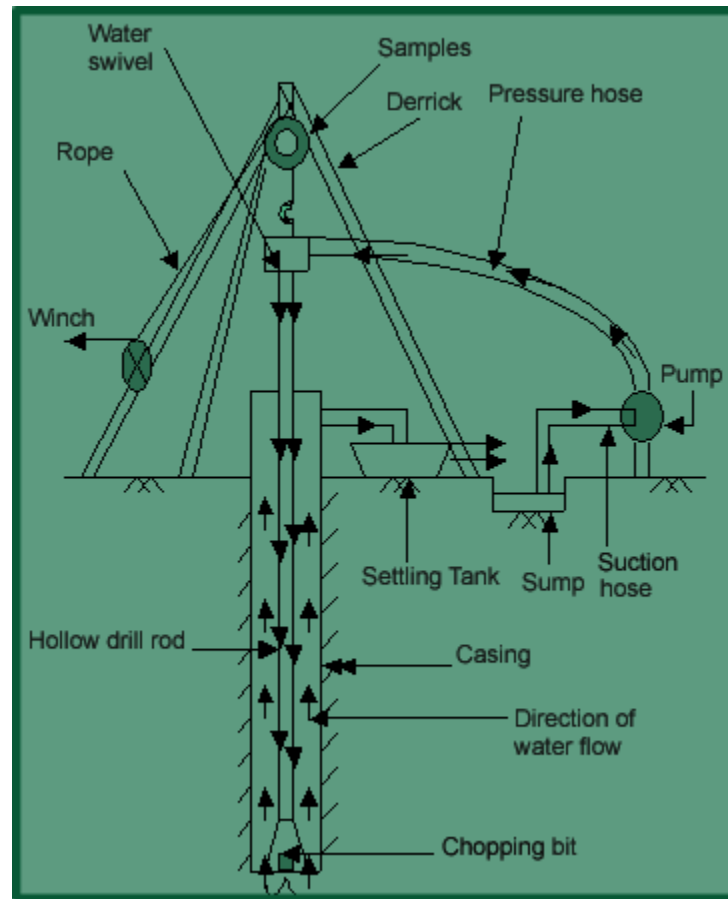 Water
swivel
Samples
Derrick
Pressure hose
Rope
Winch
Pump
Settling Tank
Sump
Suction
hose
Hollow drill rod
Casing
Direction of
water flow
Chopping bit